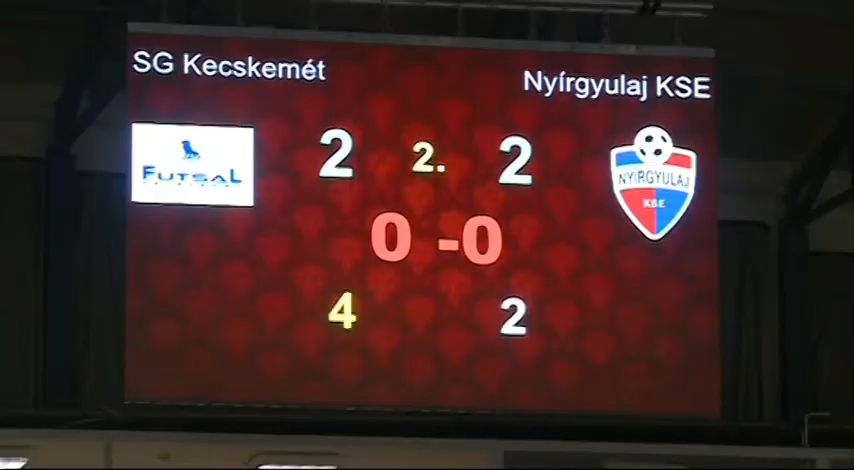 SG Kecskemét
Nyírgyulaj KSE
2 2. 2
FUTSAL
NYÍRGYULAJ
KSE
0 - 0
4 2